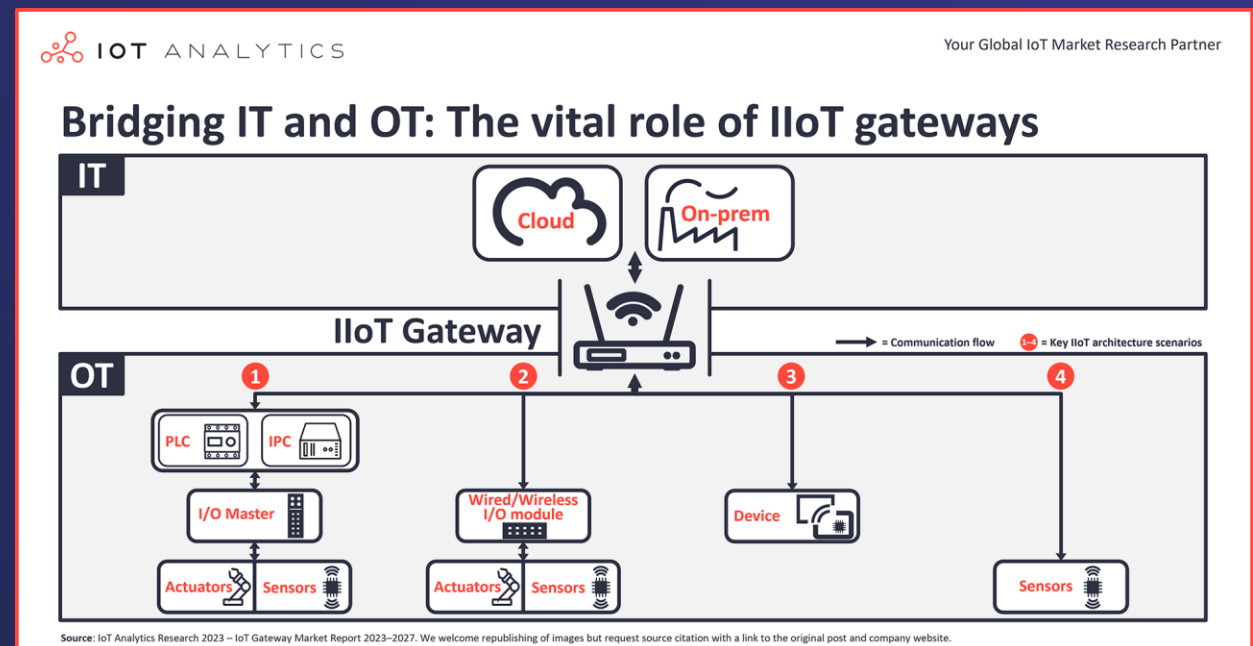 IOT ANALYTICS
Your Global IoT Market Research Partner
Bridging IT and OT: The vital role of IIoT gateways
IT
Cloud
On-prem
IIoT Gateway
= Communication flow
1–4 = Key IIoT architecture scenarios
OT
1
2
3
4
PLC
IPC
I/O Master
Wired/Wireless
I/O module
Device
Actuators
Sensors
Actuators
Sensors
Sensors
Source: IoT Analytics Research 2023 – IoT Gateway Market Report 2023–2027. We welcome republishing of images but request source citation with a link to the original post and company website.